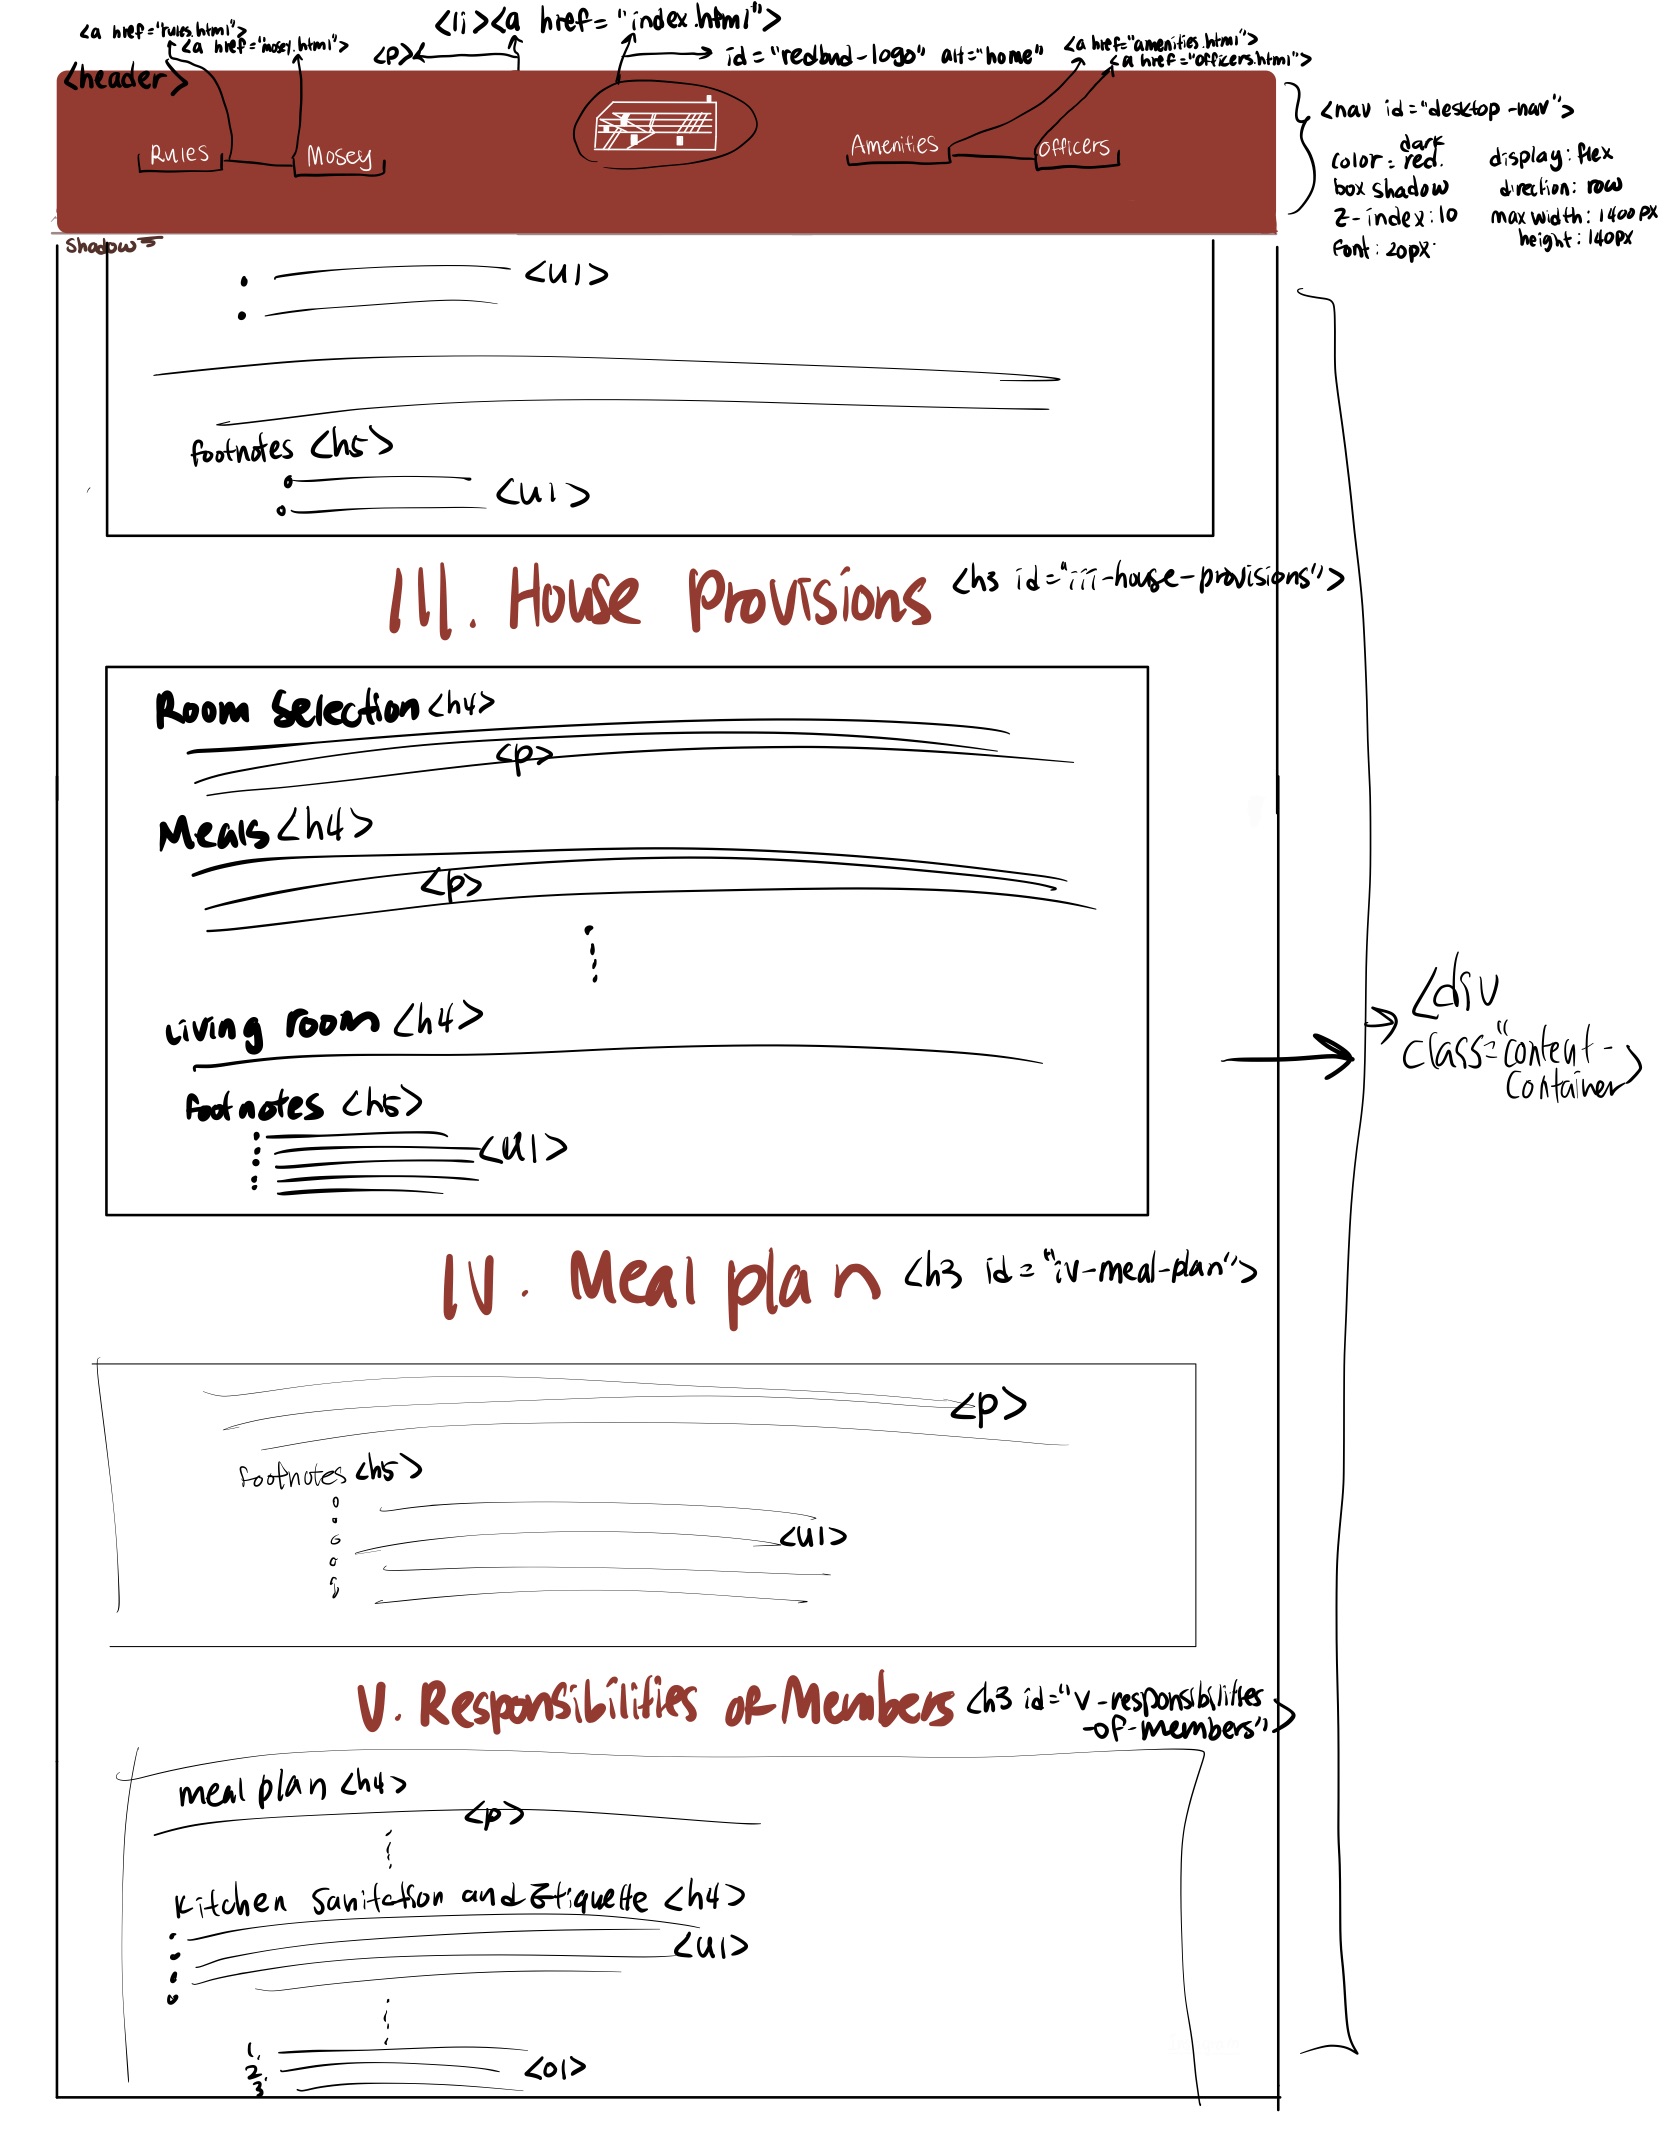 <a href="rules.html">
<a href="mosey.html">
<li><a href="index.html">
<p>
id="redbud-logo" alt="home"
<a href="amenities.html">
<a href="officers.html">
<header>
Rules
Mosey
Amenities
Officers
<nav id="desktop-nav">
color: dark red.
box shadow
z-index:10
font: 20px
display: flex
direction: row
max width: 1400px
height: 140px
Shadow
<ul>
footnotes <h5>
<ul>
III. House Provisions <h3 id="iii-house-provisions">
Room Selection <h4>
<p>
Meals <h4>
<p>
Living room <h4>
footnotes <h5>
<ul>
<div
class="content-
container>
IV. Meal plan <h3 id="iv-meal-plan">
<p>
footnotes <h5>
<ul>
V. Responsibilities of Members <h3 id="v-responsibilities
-of-members">
meal plan <h4>
<p>
Kitchen Sanitation and Etiquette <h4>
<ul>
1.
2.
3
<ol>